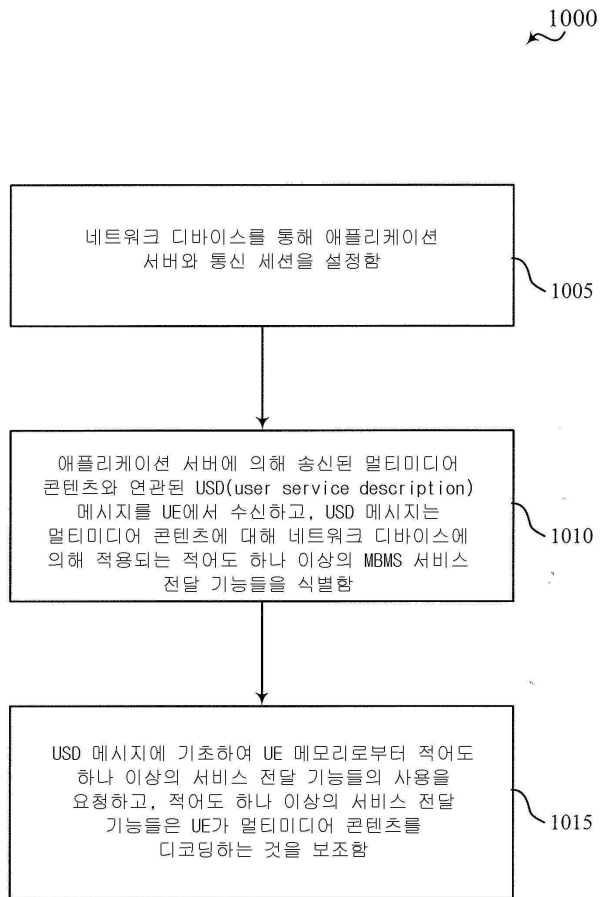 1000
네트워크 디바이스를 통해 애플리케이션
서버와 통신 세션을 설정함
1005
애플리케이션 서버에 의해 송신된 멀티미디어
콘텐츠와 연관된 USD(user service description)
메시지를 UE에서 수신하고, USD 메시지는
멀티미디어 콘텐츠에 대해 네트워크 디바이스에
의해 적용되는 적어도 하나 이상의 MBMS 서비스
전달 기능들을 식별함
1010
USD 메시지에 기초하여 UE 메모리로부터 적어도
하나 이상의 서비스 전달 기능들의 사용을
요청하고, 적어도 하나 이상의 서비스 전달
기능들은 UE가 멀티미디어 콘텐츠를
디코딩하는 것을 보조함
1015